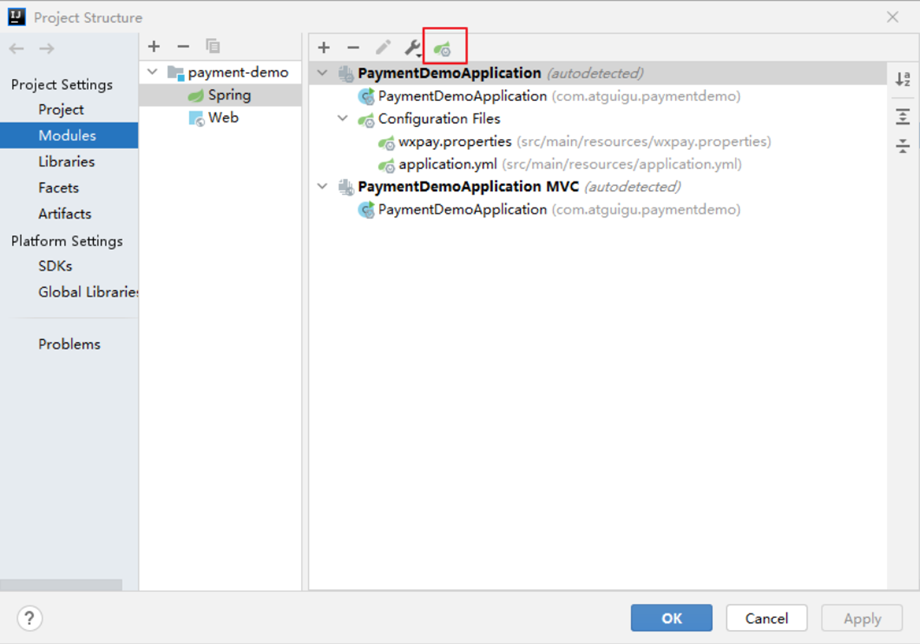 Project Structure
Project Settings
Project
Modules
Libraries
Facets
Artifacts
Platform Settings
SDKs
Global Libraries
Problems
payment-demo
Spring
Web
PaymentDemoApplication (autodetected)
PaymentDemoApplication (com.atguigu.paymentdemo)
Configuration Files
wxpay.properties (src/main/resources/wxpay.properties)
application.yml (src/main/resources/application.yml)
PaymentDemoApplication MVC (autodetected)
PaymentDemoApplication (com.atguigu.paymentdemo)
?
OK
Cancel
Apply